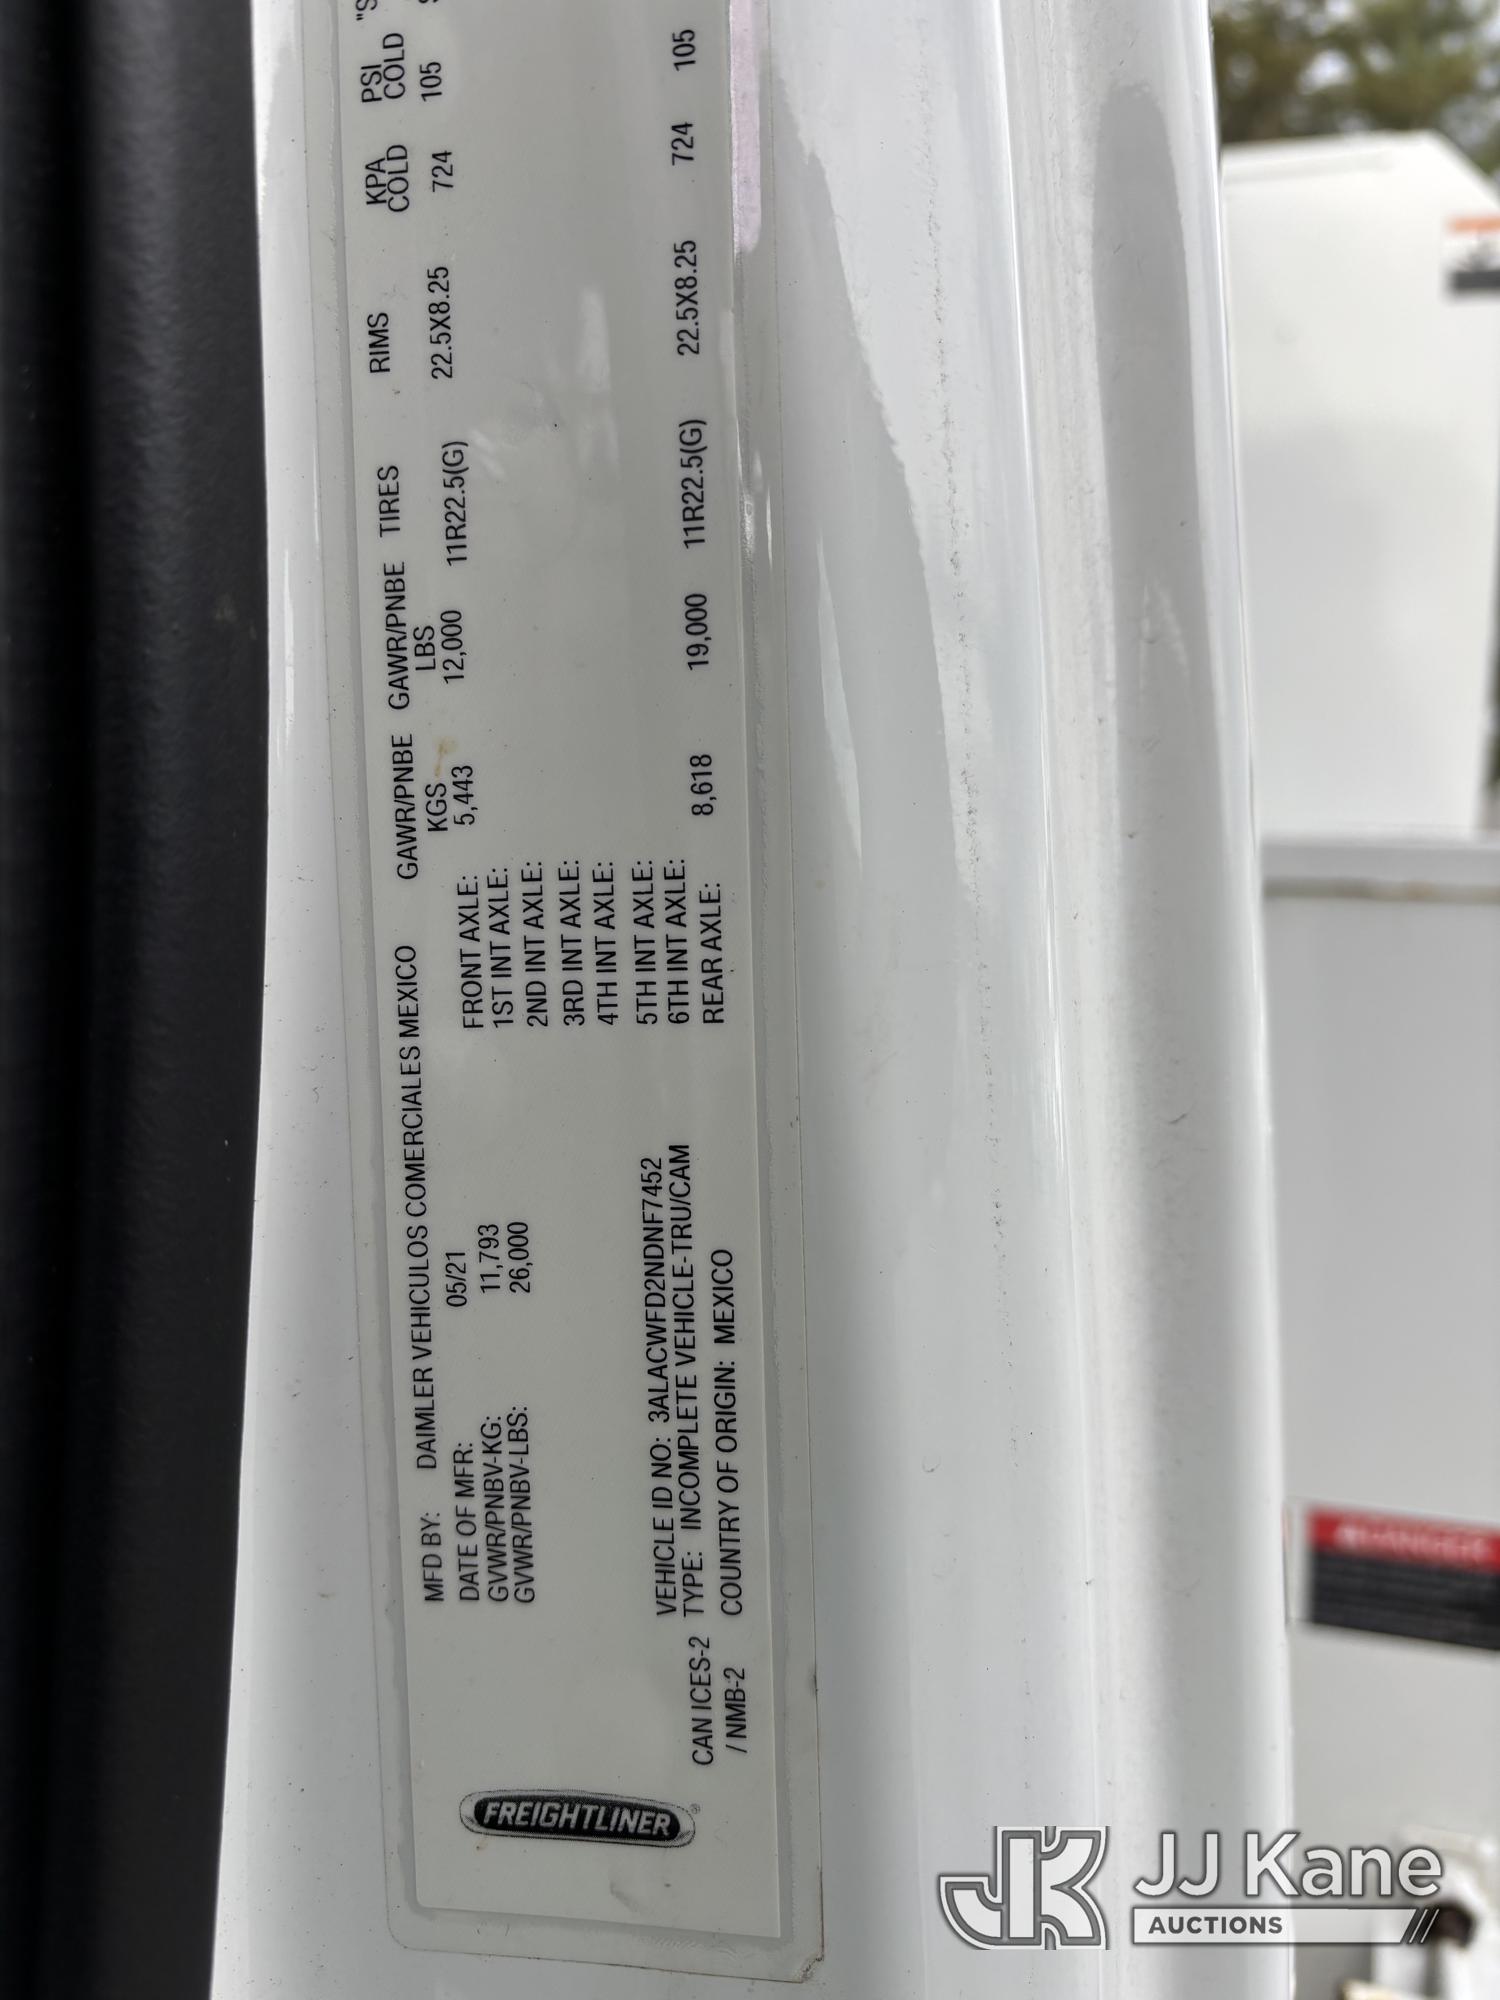 MFD BY: DAIMLER VEHICULOS COMERCIALES MEXICO GAWR/PNBE GAWR/PNBE TIRES RIMS KPA PSI
KGS LBS COLD COLD
DATE OF MFR: 05/21 FRONT AXLE: 5,443 12,000 11R22.5(G) 22.5X8.25 724 105
GVWR/PNBV-KG: 11,793 1ST INT AXLE:
GVWR/PNBV-LBS: 26,000 2ND INT AXLE:
3RD INT AXLE:
4TH INT AXLE:
5TH INT AXLE:
VEHICLE ID NO: 3ALACWFD2NDNF7452 6TH INT AXLE:
CAN ICES-2 TYPE: INCOMPLETE VEHICLE-TRU/CAM REAR AXLE: 8,618 19,000 11R22.5(G) 22.5X8.25 724 105
/ NMB-2 COUNTRY OF ORIGIN: MEXICO
FREIGHTLINER®
DANGER
JK JJ Kane
AUCTIONS